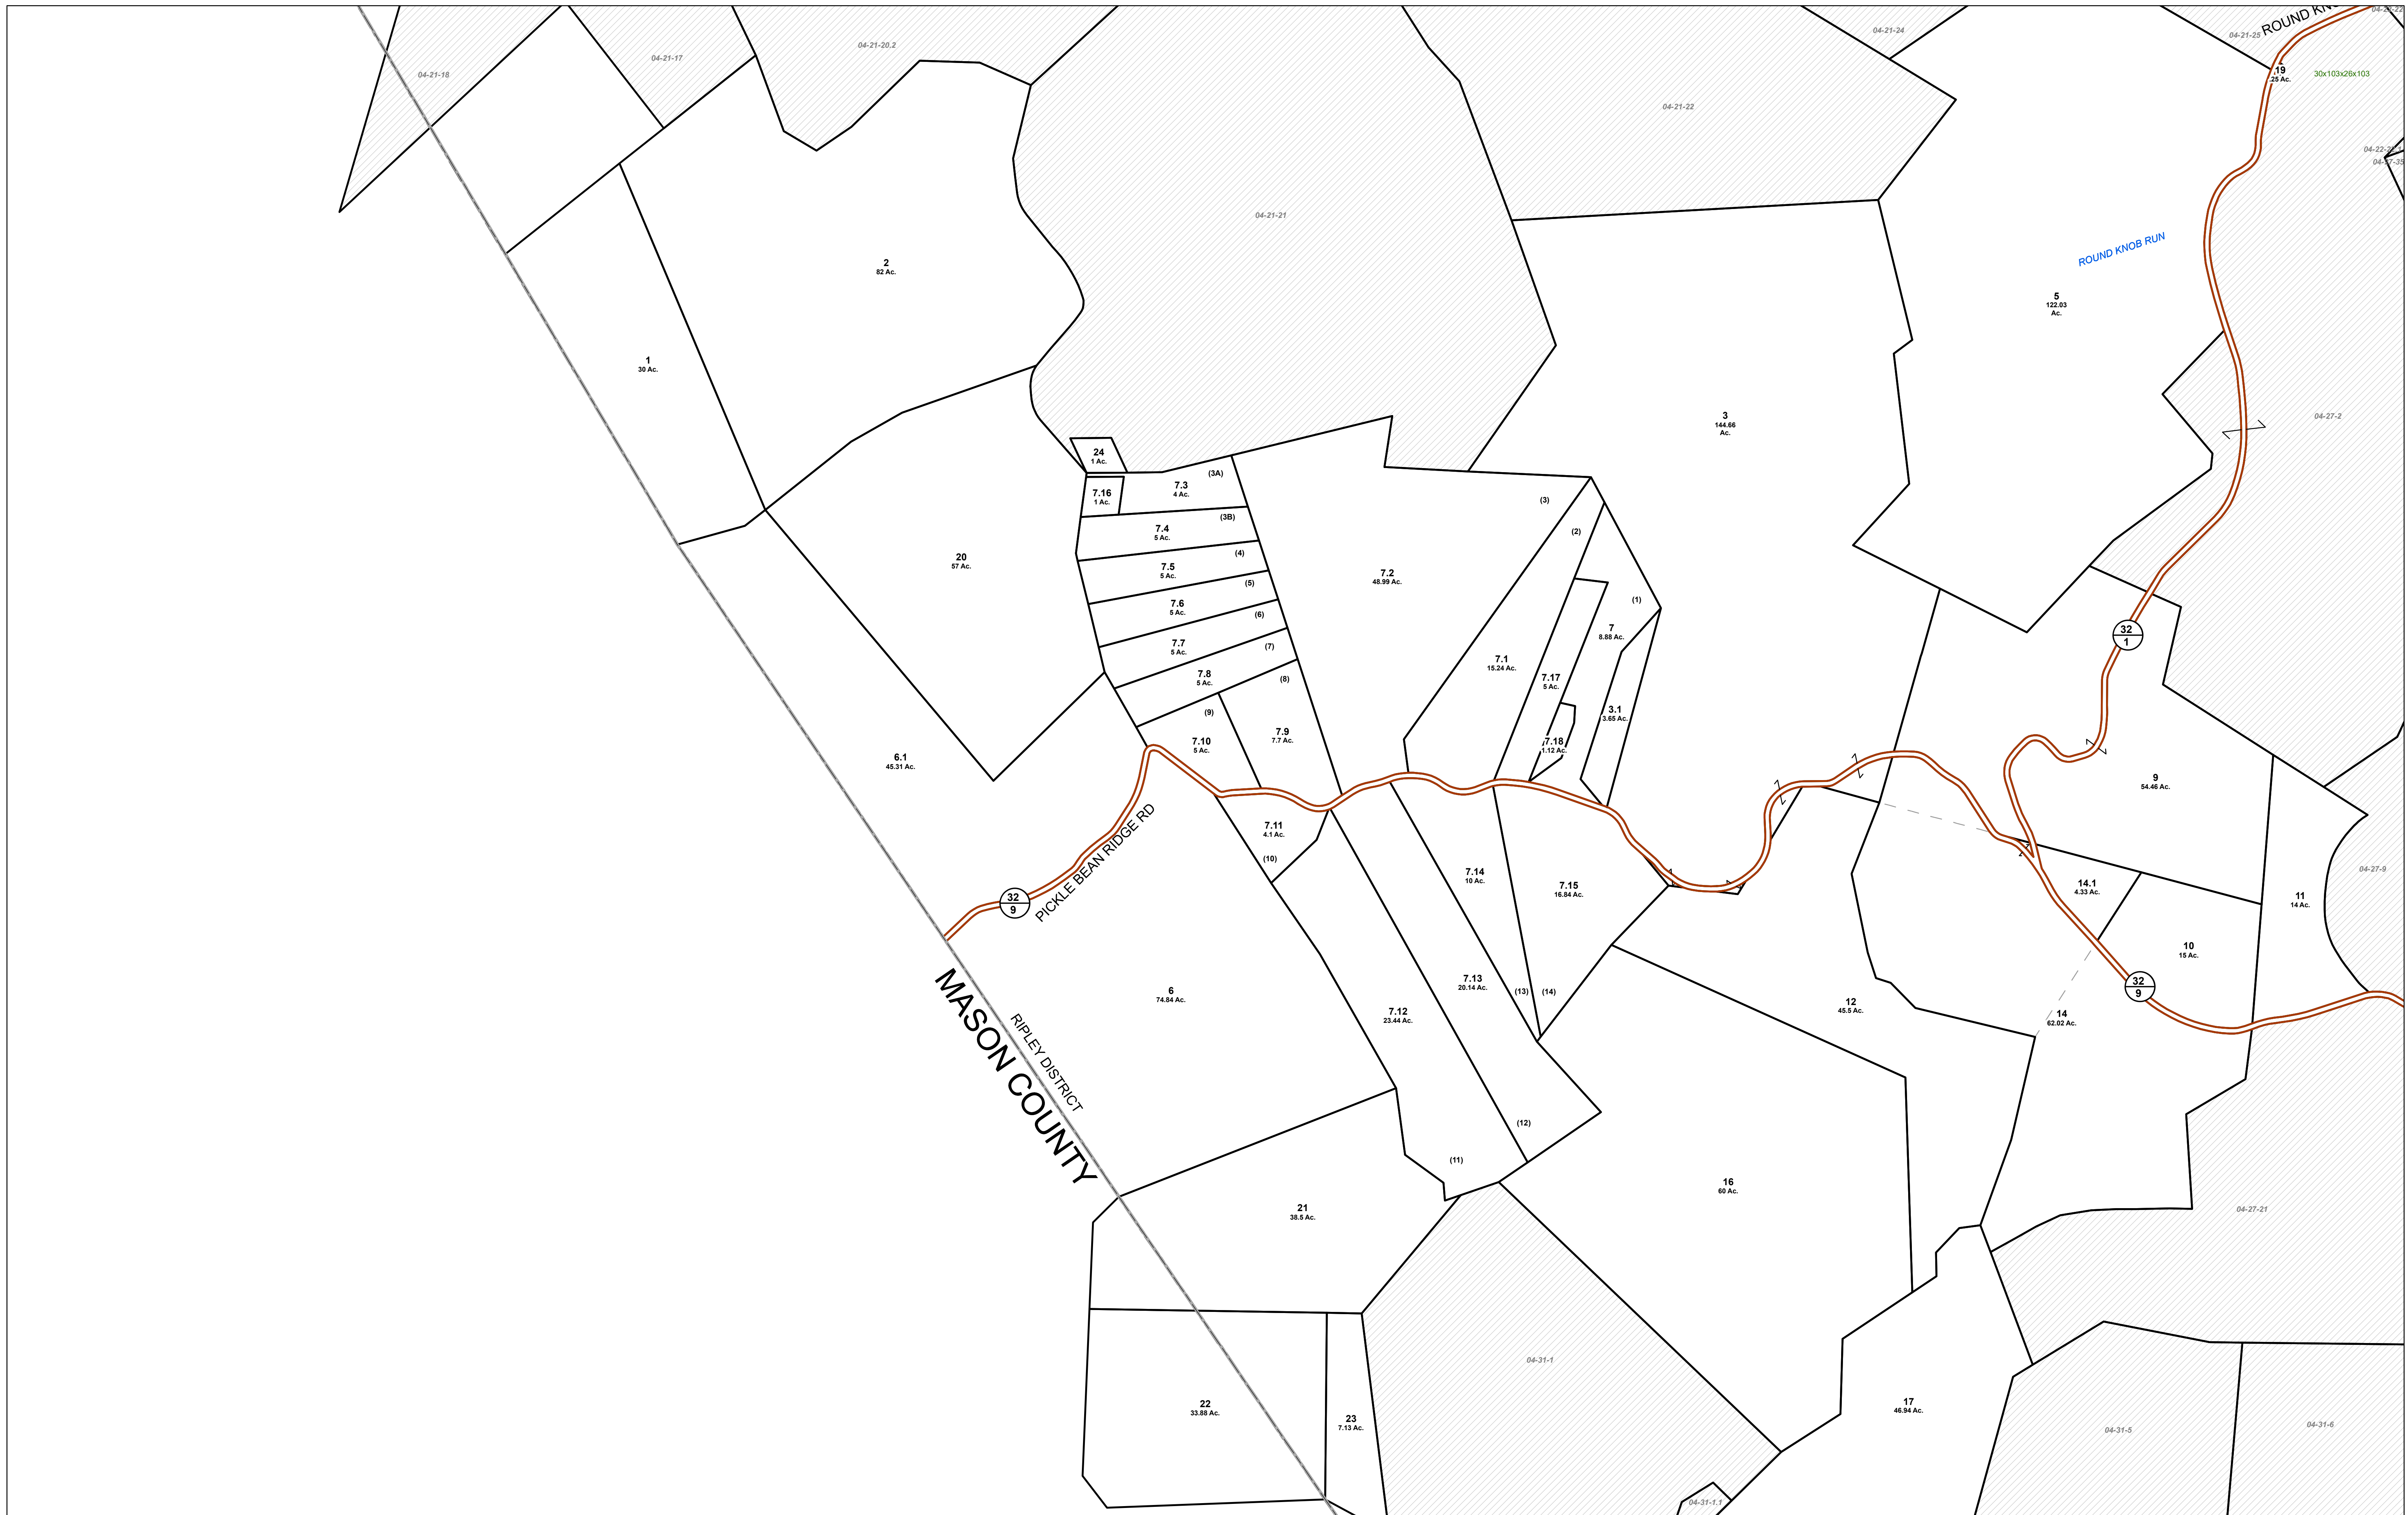 04-22-22
ROUND KN
04-21-24
04-21-25
04-21-20.2
04-21-17
04-21-18
19
.25 Ac.
30x103x26x103
04-21-22
04-27-35
04-21-21
ROUND KNOB RUN
2
82 Ac.
5
122.03
Ac.
1
30 Ac.
3
144.66
Ac.
04-27-2
24
1 Ac.
(3A)
7.3
4 Ac.
7.16
1 Ac.
(3)
(3B)
7.4
5 Ac.
(2)
(4)
20
57 Ac.
7.5
5 Ac.
7.2
48.99 Ac.
(5)
7.6
5 Ac.
(1)
(6)
7
8.88 Ac.
32
1
7.7
5 Ac.
(7)
7.1
15.24 Ac.
7.8
5 Ac.
(8)
7.17
5 Ac.
(9)
3.1
3.65 Ac.
7.9
7.7 Ac.
7.10
5 Ac.
7.18
1.12 Ac.
6.1
45.31 Ac.
9
54.46 Ac.
7.11
4.1 Ac.
(10)
PICKLE BEAN RIDGE RD
04-27-9
7.14
10 Ac.
7.15
16.84 Ac.
14.1
4.33 Ac.
32
9
11
14 Ac.
10
15 Ac.
7.13
20.14 Ac.
(13)
(14)
32
9
6
74.84 Ac.
12
45.5 Ac.
7.12
23.44 Ac.
14
62.02 Ac.
RIPLEY DISTRICT
MASON COUNTY
(12)
(11)
16
60 Ac.
21
38.5 Ac.
04-27-21
04-31-1
22
33.88 Ac.
17
46.94 Ac.
23
7.13 Ac.
04-31-5
04-31-6
04-31-1.1